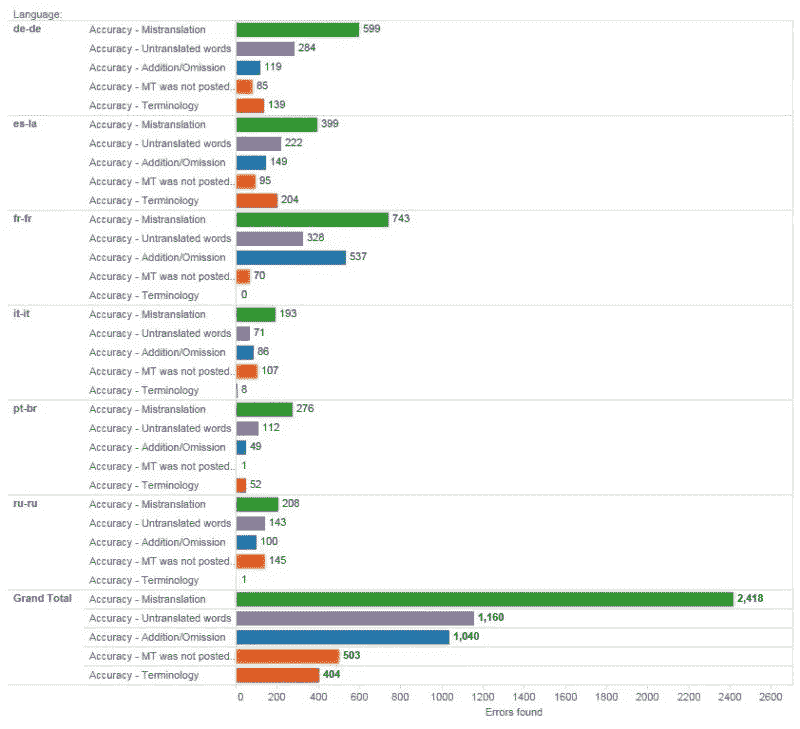 Language:
de-de Accuracy - Mistranslation 599
Accuracy - Untranslated words 284
Accuracy - Addition/Omission 119
Accuracy - MT was not posted.. 85
Accuracy - Terminology 139
es-la Accuracy - Mistranslation 399
Accuracy - Untranslated words 222
Accuracy - Addition/Omission 149
Accuracy - MT was not posted.. 95
Accuracy - Terminology 204
fr-fr Accuracy - Mistranslation 743
Accuracy - Untranslated words 328
Accuracy - Addition/Omission 537
Accuracy - MT was not posted.. 70
Accuracy - Terminology 0
it-it Accuracy - Mistranslation 193
Accuracy - Untranslated words 71
Accuracy - Addition/Omission 86
Accuracy - MT was not posted.. 107
Accuracy - Terminology 8
pt-br Accuracy - Mistranslation 276
Accuracy - Untranslated words 112
Accuracy - Addition/Omission 49
Accuracy - MT was not posted.. 1
Accuracy - Terminology 52
ru-ru Accuracy - Mistranslation 208
Accuracy - Untranslated words 143
Accuracy - Addition/Omission 100
Accuracy - MT was not posted.. 145
Accuracy - Terminology 1
Grand Total Accuracy - Mistranslation 2,418
Accuracy - Untranslated words 1,160
Accuracy - Addition/Omission 1,040
Accuracy - MT was not posted.. 503
Accuracy - Terminology 404
0 200 400 600 800 1000 1200 1400 1600 1800 2000 2200 2400 2600
Errors found